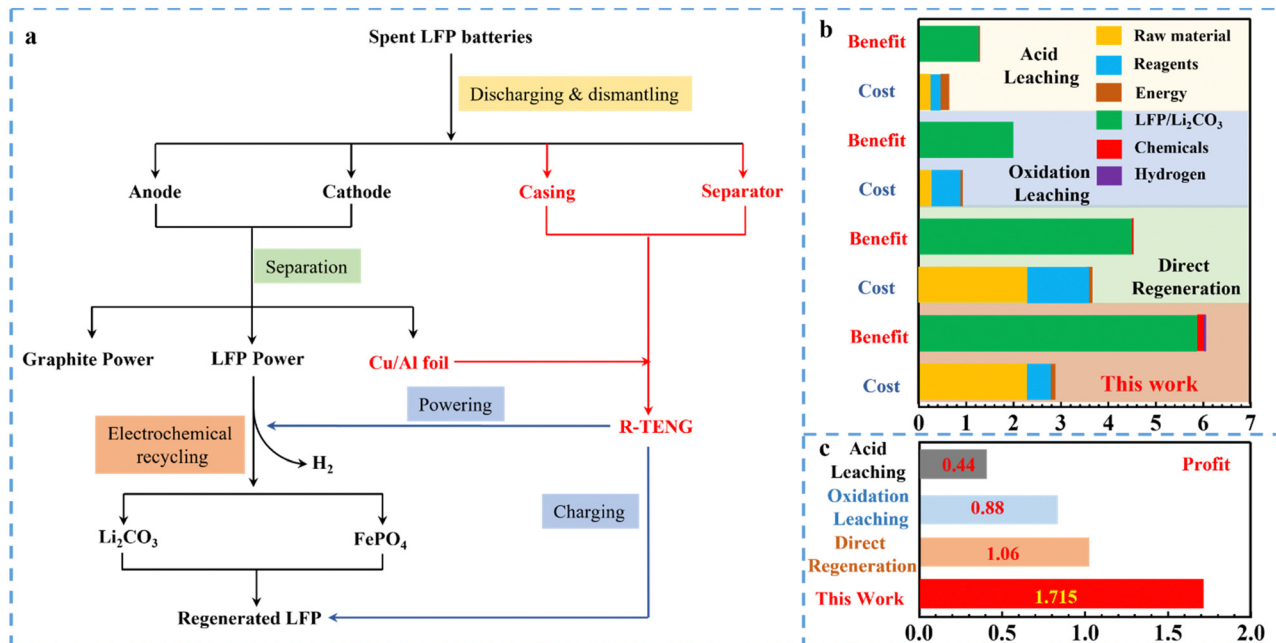 a
Spent LFP batteries
Discharging & dismantling
Anode
Cathode
Casing
Separator
Separation
Graphite Power
LFP Power
Cu/Al foil
Powering
R-TENG
Electrochemical
recycling
H₂
Charging
Li₂CO₃
FePO₄
Regenerated LFP
b
Benefit
Cost
Acid
Leaching
Raw material
Reagents
Energy
LFP/Li₂CO₃
Chemicals
Hydrogen
Benefit
Cost
Oxidation
Leaching
Benefit
Cost
Direct
Regeneration
Benefit
Cost
This work
0 1 2 3 4 5 6 7
c
Profit
Acid
Leaching
0.44
Oxidation
Leaching
0.88
Direct
Regeneration
1.06
This Work
1.715
0.0 0.5 1.0 1.5 2.0